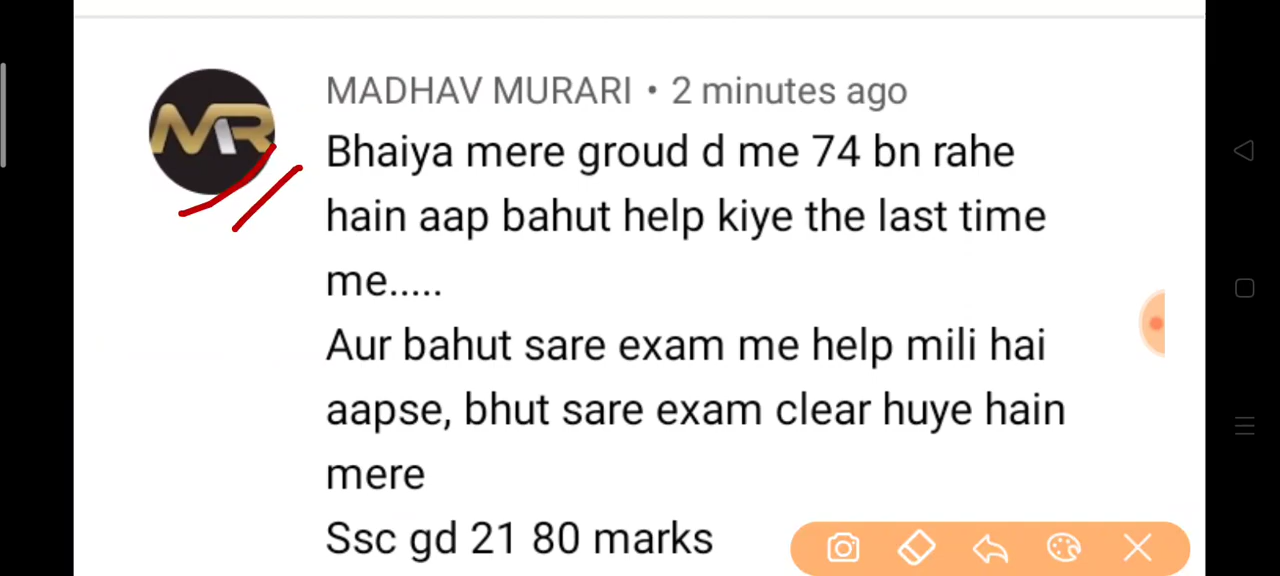 MR
MADHAV MURARI • 2 minutes ago
Bhaiya mere groud d me 74 bn rahe
hain aap bahut help kiye the last time
me.....
Aur bahut sare exam me help mili hai
aapse, bhut sare exam clear huye hain
mere
Ssc gd 21 80 marks